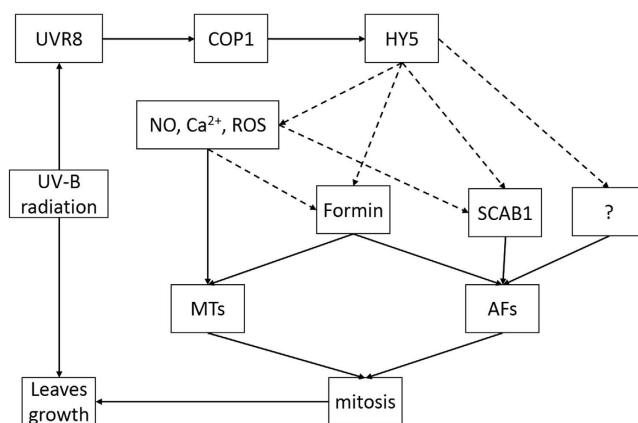 UVR8
COP1
HY5
NO, Ca²⁺, ROS
UV-B
radiation
Formin
SCAB1
?
MTs
AFs
Leaves
growth
mitosis